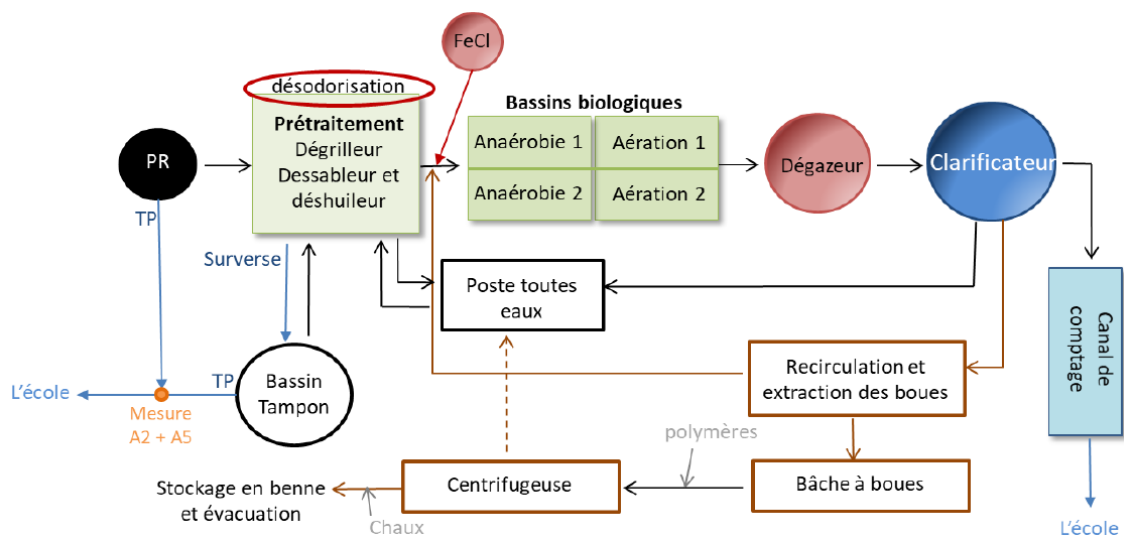 FeCl
désodorisation
Prétraitement
Dégrilleur
Dessableur et
déshuileur
Bassins biologiques
Anaérobie 1
Aération 1
Anaérobie 2
Aération 2
PR
Dégazeur
Clarificateur
TP
Surverse
Poste toutes
eaux
Canal de
comptage
L'école
TP
Bassin
Tampon
Mesure
A2 + A5
Recirculation et
extraction des boues
polymères
Stockage en benne
et évacuation
Chaux
Centrifugeuse
Bâche à boues
L'école